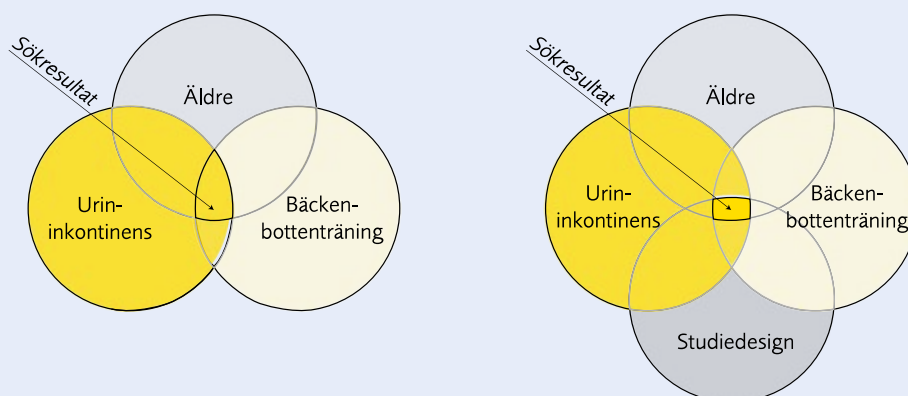 Sökresultat
Äldre
Urin-
inkontinens
Bäcken-
bottenträning
Sökresultat
Äldre
Urin-
inkontinens
Bäcken-
bottenträning
Studiedesign